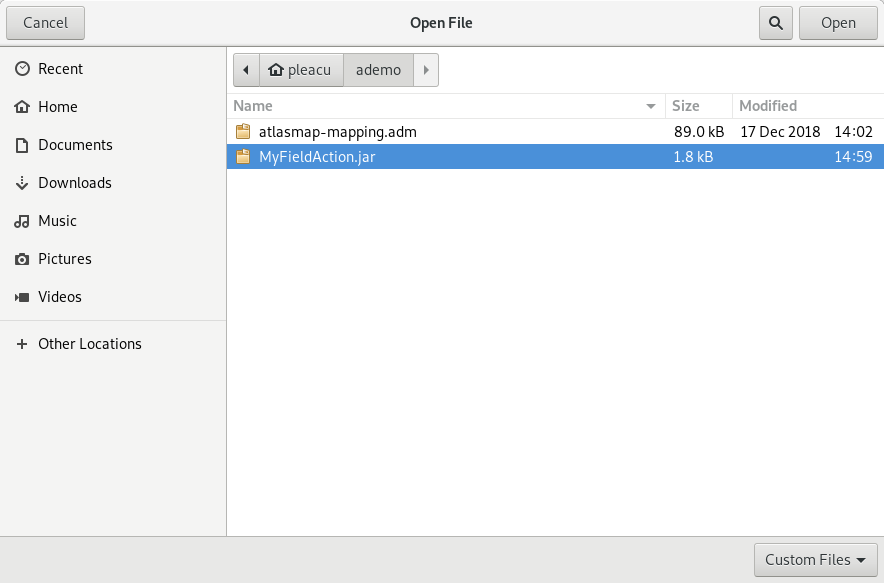 Cancel Open File Open
Recent
Home
Documents
Downloads
Music
Pictures
Videos
Other Locations
pleacu ademo
Name Size Modified
atlasmap-mapping.adm 89.0 kB 17 Dec 2018 14:02
MyFieldAction.jar 1.8 kB 14:59
Custom Files